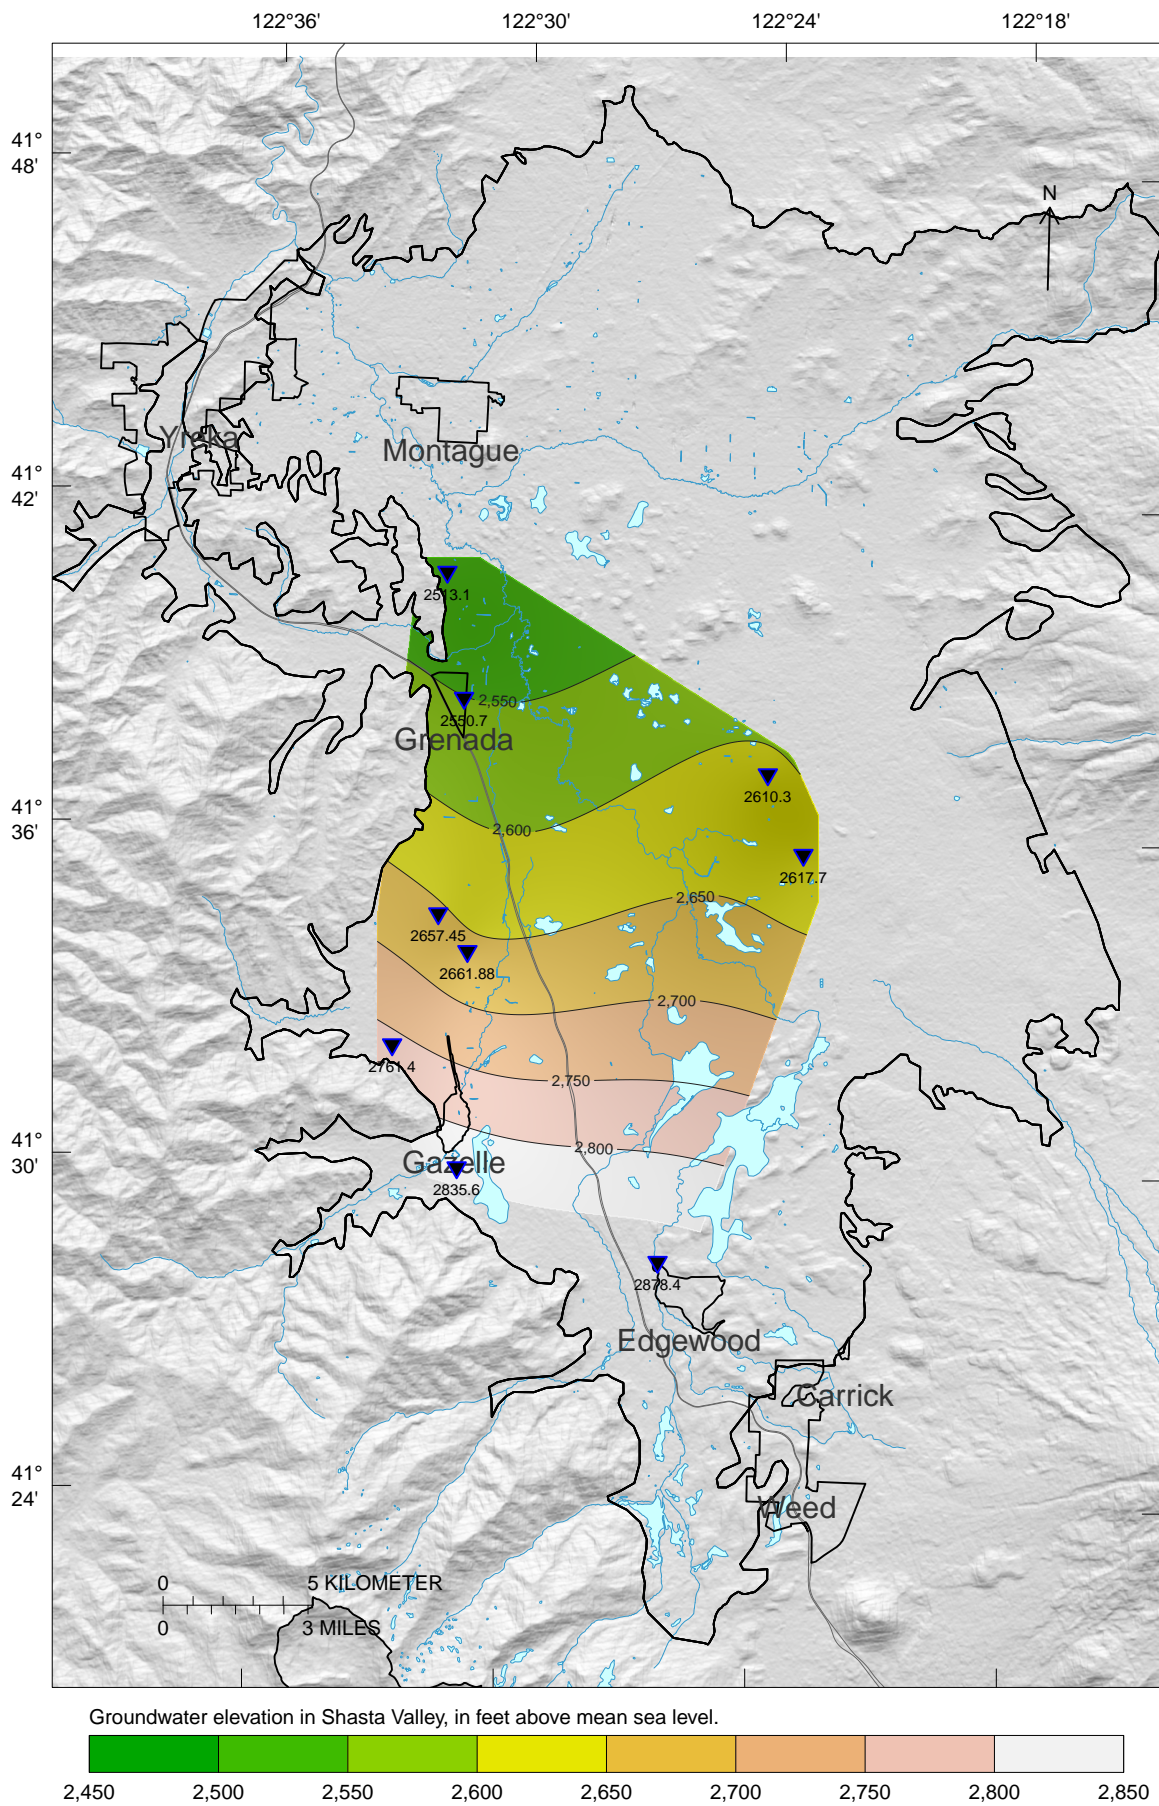 122°36' 122°30' 122°24' 122°18'
41°
48'
N
Yreka
Montague
41°
42'
2513.1
2,550
2550.7
Grenada
2610.3
41°
36'
2,600
2617.7
2,650
2657.45
2661.88
2,700
2761.4
2,750
41°
30'
2,800
Gazelle
2835.6
2878.4
Edgewood
Carrick
41°
24'
Weed
0 5 KILOMETER
0 3 MILES
Groundwater elevation in Shasta Valley, in feet above mean sea level.
2,450 2,500 2,550 2,600 2,650 2,700 2,750 2,800 2,850